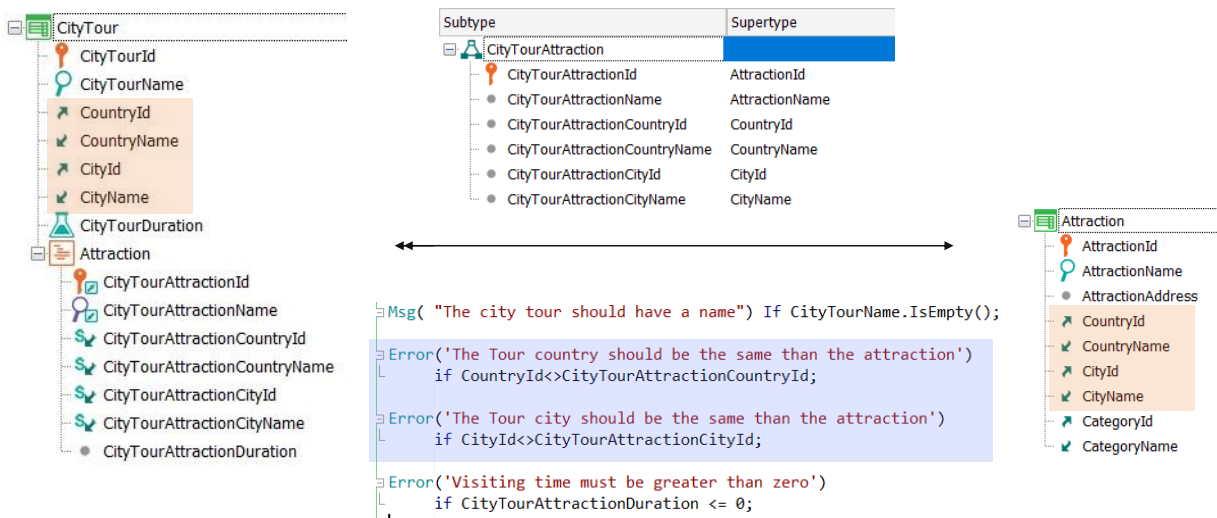 CityTour
CityTourId
CityTourName
CountryId
CountryName
CityId
CityName
CityTourDuration
Attraction
CityTourAttractionId
CityTourAttractionName
CityTourAttractionCountryId
CityTourAttractionCountryName
CityTourAttractionCityId
CityTourAttractionCityName
CityTourAttractionDuration
Subtype Supertype
CityTourAttraction
CityTourAttractionId AttractionId
CityTourAttractionName AttractionName
CityTourAttractionCountryId CountryId
CityTourAttractionCountryName CountryName
CityTourAttractionCityId CityId
CityTourAttractionCityName CityName
Msg( "The city tour should have a name") If CityTourName.IsEmpty();
Error('The Tour country should be the same than the attraction')
if CountryId<>CityTourAttractionCountryId;
Error('The Tour city should be the same than the attraction')
if CityId<>CityTourAttractionCityId;
Error('Visiting time must be greater than zero')
if CityTourAttractionDuration <= 0;
Attraction
AttractionId
AttractionName
AttractionAddress
CountryId
CountryName
CityId
CityName
CategoryId
CategoryName